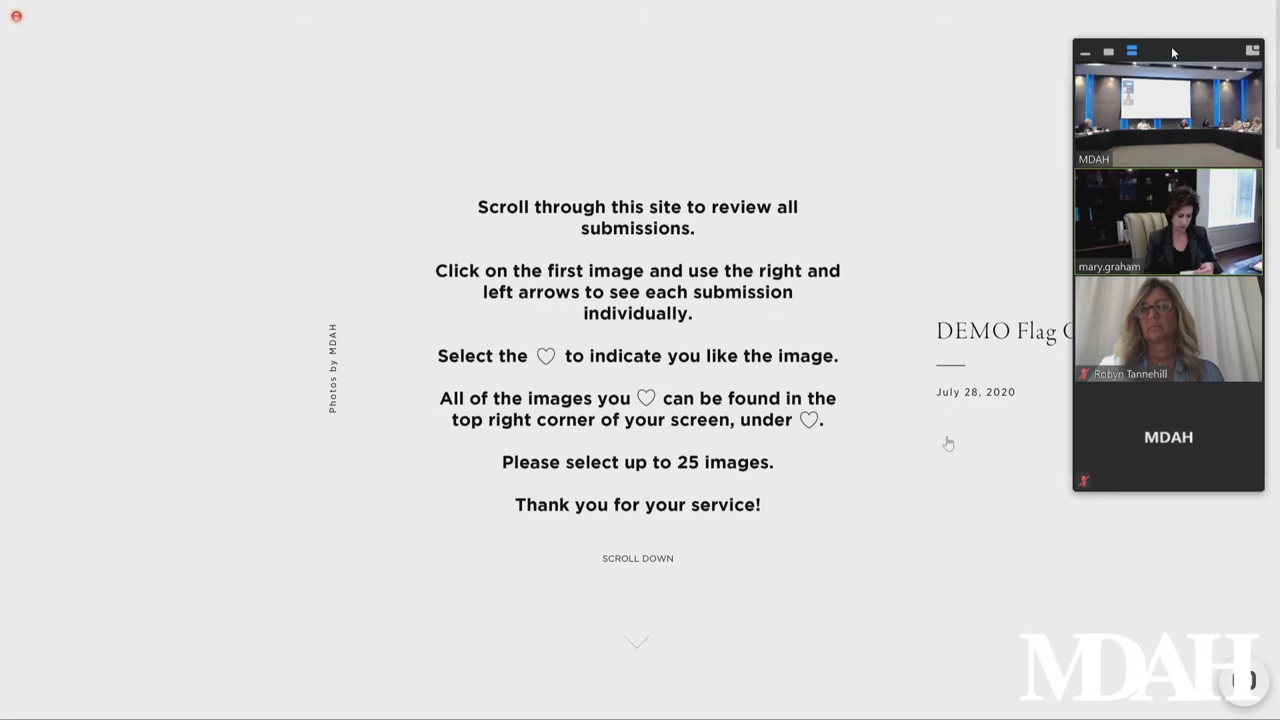 Scroll through this site to review all
submissions.
Click on the first image and use the right and
left arrows to see each submission
individually.
Select the ♡ to indicate you like the image.
All of the images you ♡ can be found in the
top right corner of your screen, under ♡.
Please select up to 25 images.
Thank you for your service!
SCROLL DOWN
Photos by MDAH
DEMO Flag
July 28, 2020
MDAH
mary.graham
Robyn Tannehill
MDAH
MDAH